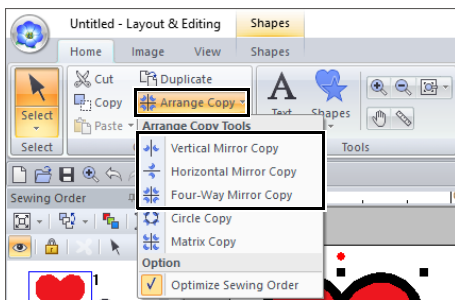 Untitled - Layout & Editing
Shapes
Home
Image
View
Shapes
Select
Select
Cut
Copy
Paste
Duplicate
Arrange Copy
Text
Shapes
Tools
Arrange Copy Tools
Vertical Mirror Copy
Horizontal Mirror Copy
Four-Way Mirror Copy
Circle Copy
Matrix Copy
Option
Optimize Sewing Order
Sewing Order
1